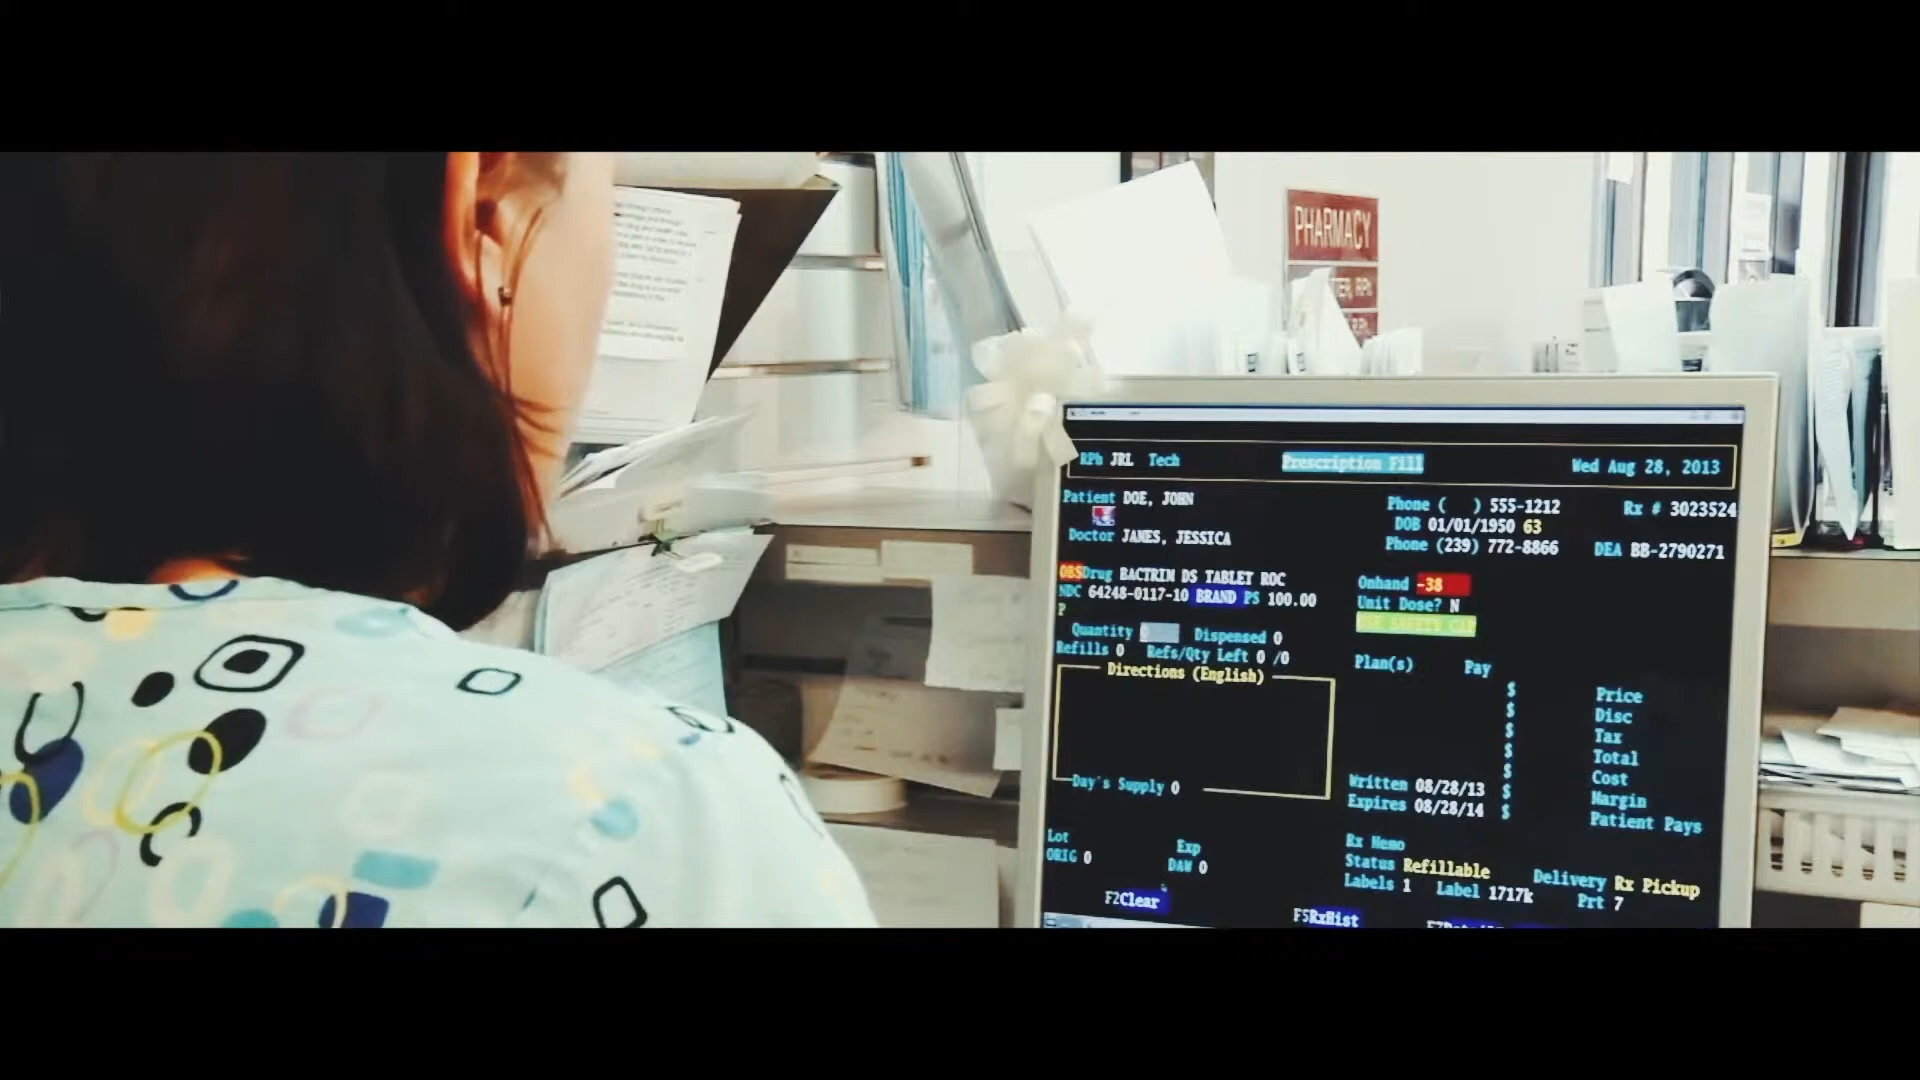 PHARMACY
RPh JRL Tech Prescription Fill Wed Aug 28, 2013
Patient DOE, JOHN Phone ( ) 555-1212 Rx # 3023524
DOB 01/01/1950 63
Doctor JAMES, JESSICA Phone (239) 772-8866 DEA BB-2790271
OBSDrug BACTRIM DS TABLET ROC Onhand -38
NDC 64248-0117-10 BRAND PS 100.00 Unit Dose? N
P USE SAFETY CAP
Quantity 0 Dispensed 0
Refills 0 Refs/Qty Left 0 /0 Plan(s) Pay
Directions (English)
$ Price
$ Disc
$ Tax
$ Total
Day's Supply 0 Written 08/28/13 $ Cost
Expires 08/28/14 $ Margin
Patient Pays
Lot Exp Rx Memo
ORIG 0 DAW 0 Status Refillable Delivery Rx Pickup
Labels 1 Label 1717k Prt 7
F2Clear F5RxHist